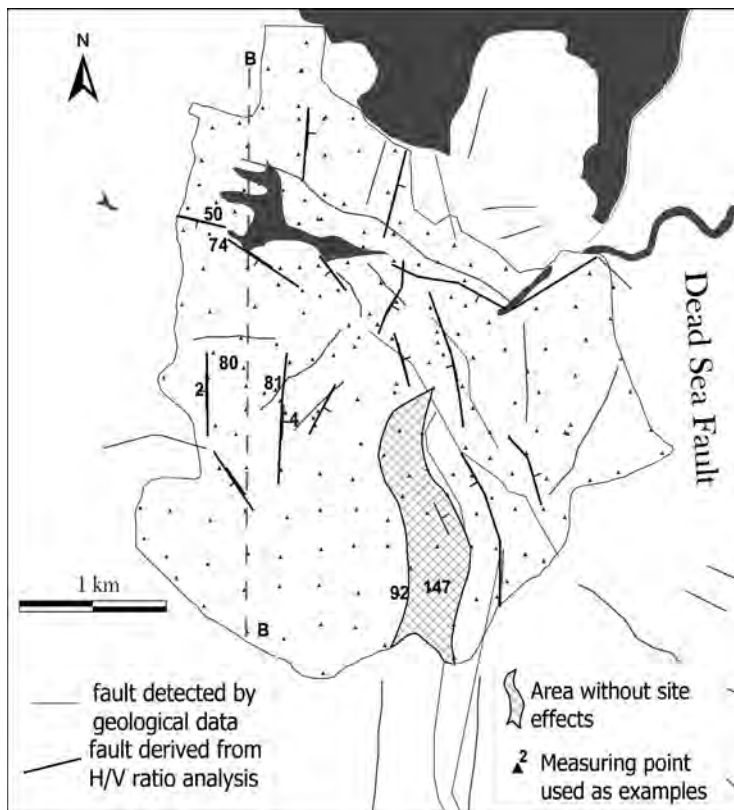 N
B
50
74
80
81
2
4
Dead Sea Fault
92
147
1 km
B
fault detected by
geological data
fault derived from
H/V ratio analysis
Area without site
effects
2
Measuring point
used as examples